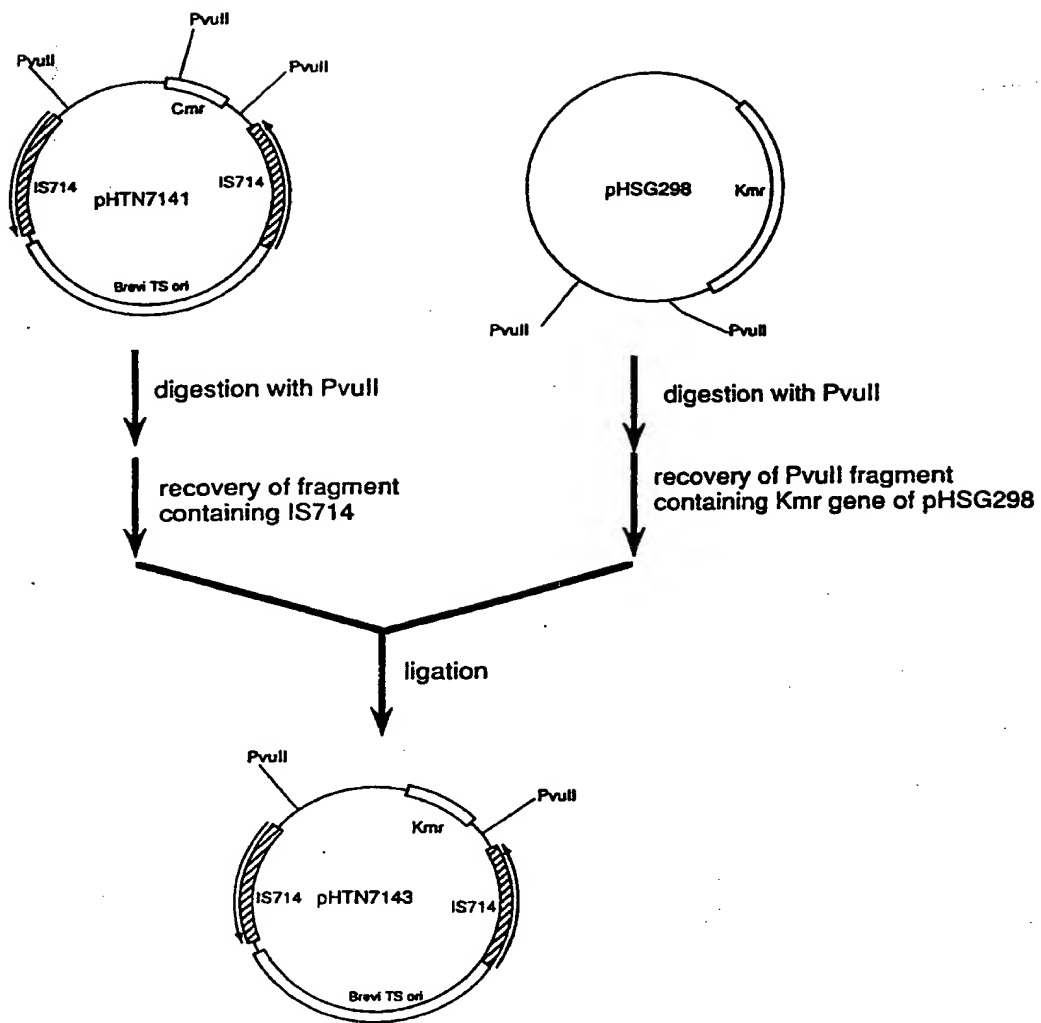 PvuII
PvuII
PvuII
Cmr
IS714
pHTN7141
IS714
Brevi TS ori
pHSG298
Kmr
PvuII
PvuII
digestion with PvuII
digestion with PvuII
recovery of fragment
containing IS714
recovery of PvuII fragment
containing Kmr gene of pHSG298
ligation
PvuII
PvuII
Kmr
IS714
pHTN7143
IS714
Brevi TS ori